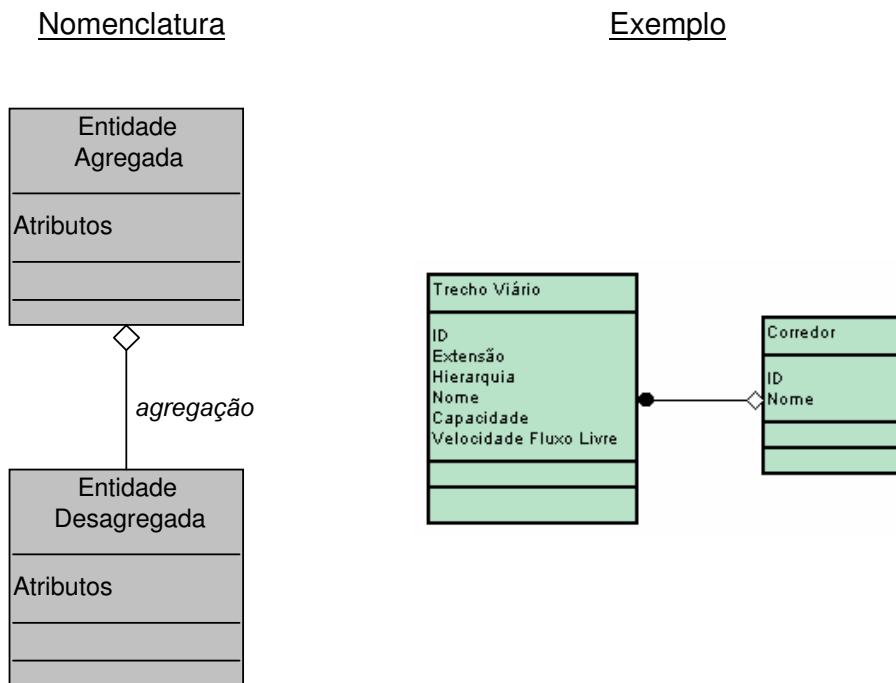 Nomenclatura
Exemplo
Entidade
Agregada
Atributos
agregação
Entidade
Desagregada
Atributos
Trecho Viário
ID
Extensão
Hierarquia
Nome
Capacidade
Velocidade Fluxo Livre
Corredor
ID
Nome